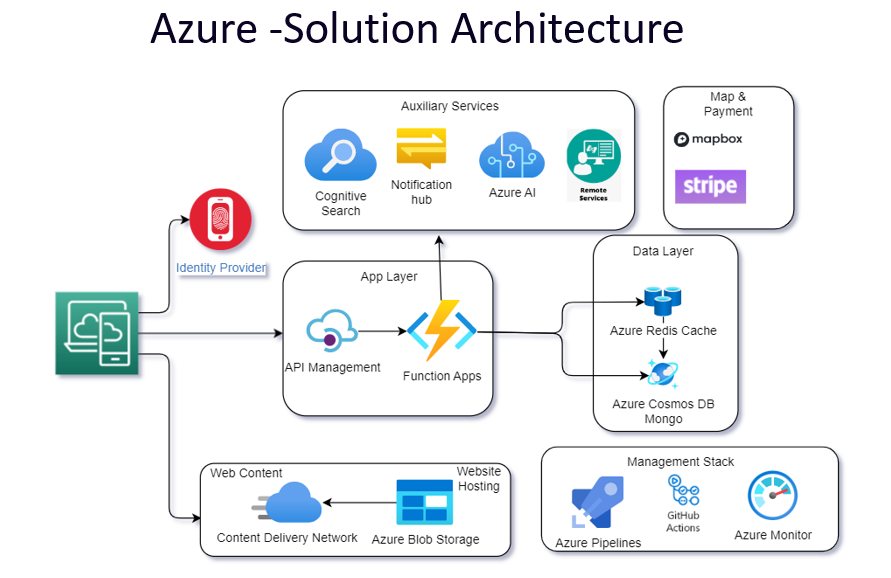 Azure -Solution Architecture
Auxiliary Services
Cognitive
Search
Notification
hub
Azure AI
Remote
Services
Map &
Payment
mapbox
stripe
Identity Provider
App Layer
API Management
Function Apps
Data Layer
Azure Redis Cache
Azure Cosmos DB
Mongo
Web Content
Website
Hosting
Content Delivery Network
Azure Blob Storage
Management Stack
Azure Pipelines
GitHub
Actions
Azure Monitor